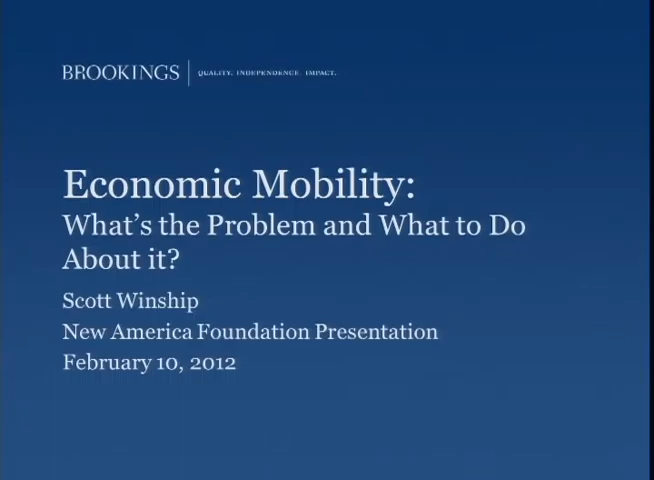 BROOKINGS QUALITY. INDEPENDENCE. IMPACT.
Economic Mobility:
What's the Problem and What to Do
About it?
Scott Winship
New America Foundation Presentation
February 10, 2012